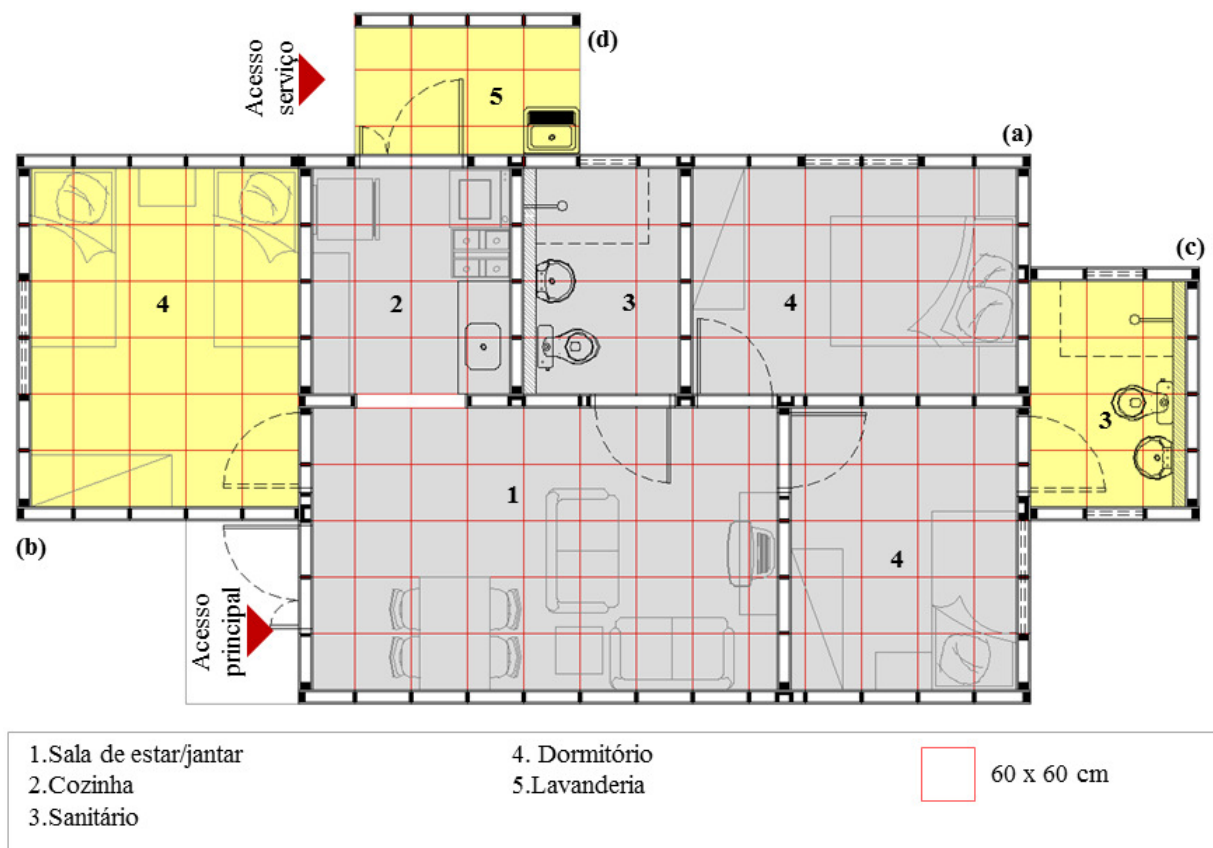 (d)
Acesso
serviço
5
(a)
(c)
4
2
3
4
3
1
(b)
4
Acesso
principal
1.Sala de estar/jantar
2.Cozinha
3.Sanitário
4. Dormitório
5.Lavanderia
60 x 60 cm